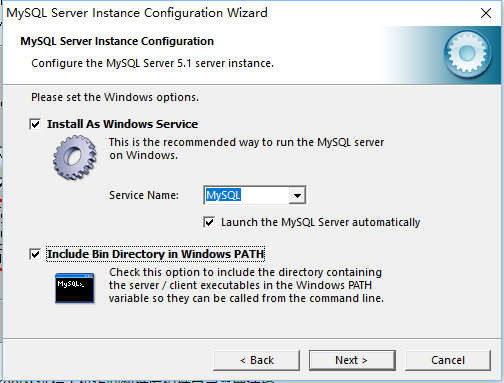 MySQL Server Instance Configuration Wizard
MySQL Server Instance Configuration
Configure the MySQL Server 5.1 server instance.
Please set the Windows options.
Install As Windows Service
This is the recommended way to run the MySQL server
on Windows.
Service Name:
MySQL
Launch the MySQL Server automatically
Include Bin Directory in Windows PATH
MySQL>_
Check this option to include the directory containing
the server / client executables in the Windows PATH
variable so they can be called from the command line.
< Back
Next >
Cancel